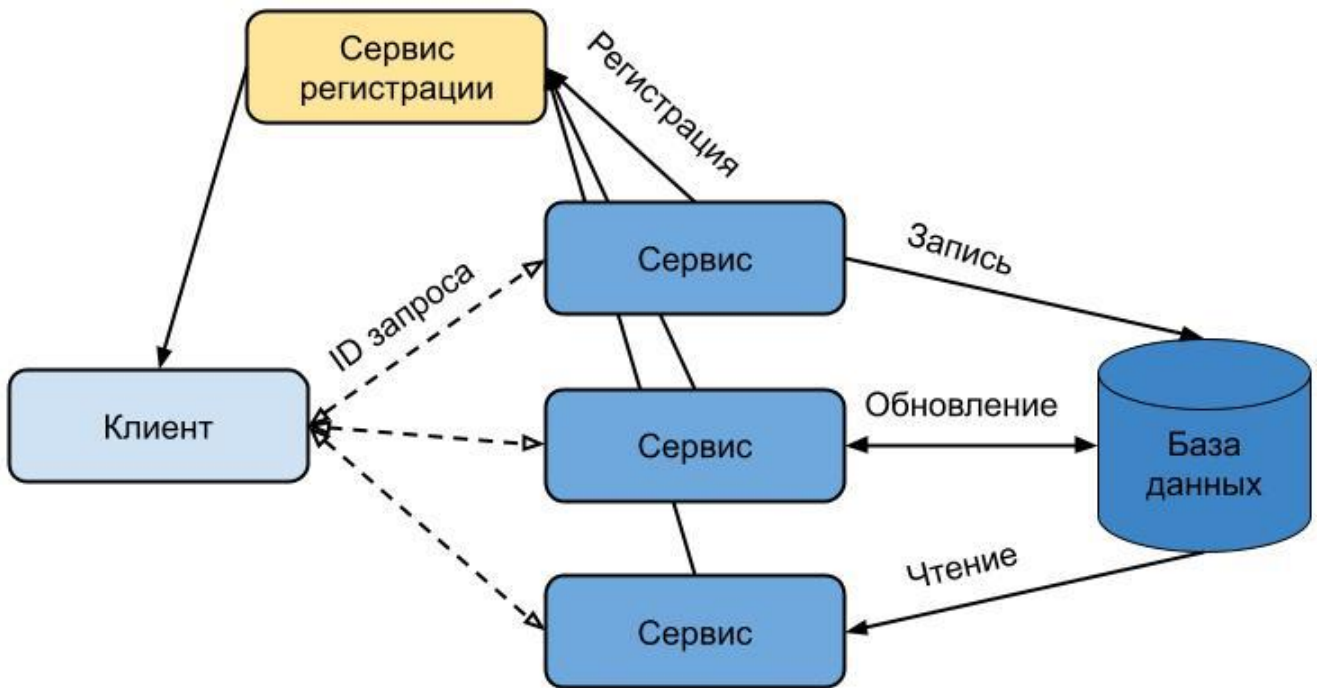 Сервис
регистрации
Регистрация
Сервис
Запись
ID запроса
Клиент
Сервис
Обновление
База
данных
Чтение
Сервис